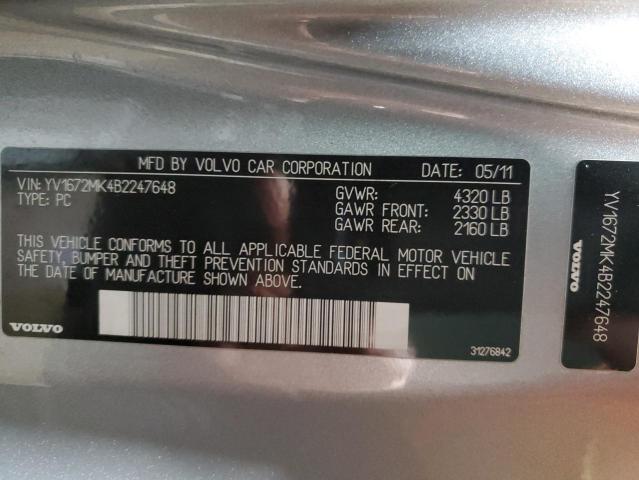 MFD BY VOLVO CAR CORPORATION DATE: 05/11
VIN: YV1672MK4B2247648
TYPE: PC
GVWR: 4320 LB
GAWR FRONT: 2330 LB
GAWR REAR: 2160 LB
THIS VEHICLE CONFORMS TO ALL APPLICABLE FEDERAL MOTOR VEHICLE
SAFETY, BUMPER AND THEFT PREVENTION STANDARDS IN EFFECT ON
THE DATE OF MANUFACTURE SHOWN ABOVE.
VOLVO
31276842
YV1672MK4B2247648
VOLVO